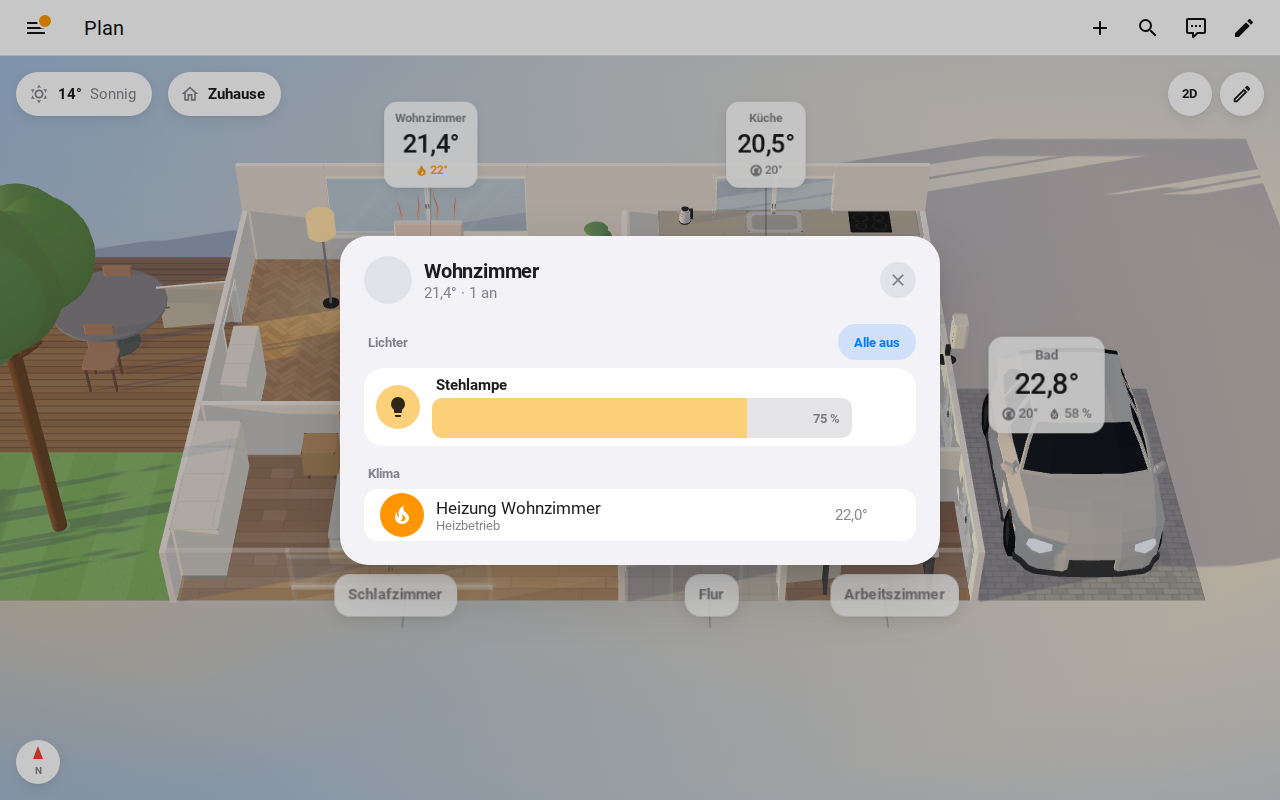 Plan
14° Sonnig
Zuhause
2D
Wohnzimmer
21,4°
22°
Küche
20,5°
20°
Wohnzimmer
21,4° · 1 an
Lichter
Alle aus
Stehlampe
75 %
Klima
Heizung Wohnzimmer
Heizbetrieb
22,0°
Bad
22,8°
20° 58 %
Schlafzimmer
Flur
Arbeitszimmer
N